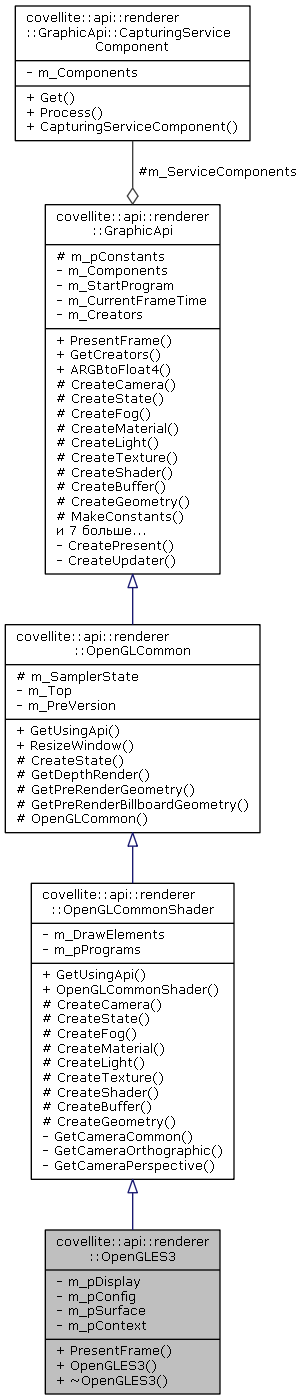 covellite::api::renderer
::GraphicApi::CapturingService
Component
- m_Components
+ Get()
+ Process()
+ CapturingServiceComponent()
#m_ServiceComponents
covellite::api::renderer
::GraphicApi
# m_pConstants
- m_Components
- m_StartProgram
- m_CurrentFrameTime
- m_Creators
+ PresentFrame()
+ GetCreators()
+ ARGBtoFloat4()
# CreateCamera()
# CreateState()
# CreateFog()
# CreateMaterial()
# CreateLight()
# CreateTexture()
# CreateShader()
# CreateBuffer()
# CreateGeometry()
# MakeConstants()
и 7 больше...
- CreatePresent()
- CreateUpdater()
covellite::api::renderer
::OpenGLCommon
# m_SamplerState
- m_Top
- m_PreVersion
+ GetUsingApi()
+ ResizeWindow()
# CreateState()
# GetDepthRender()
# GetPreRenderGeometry()
# GetPreRenderBillboardGeometry()
# OpenGLCommon()
covellite::api::renderer
::OpenGLCommonShader
- m_DrawElements
- m_pPrograms
+ GetUsingApi()
+ OpenGLCommonShader()
# CreateCamera()
# CreateState()
# CreateFog()
# CreateMaterial()
# CreateLight()
# CreateTexture()
# CreateShader()
# CreateBuffer()
# CreateGeometry()
- GetCameraCommon()
- GetCameraOrthographic()
- GetCameraPerspective()
covellite::api::renderer
::OpenGLES3
- m_pDisplay
- m_pConfig
- m_pSurface
- m_pContext
+ PresentFrame()
+ OpenGLES3()
+ ~OpenGLES3()